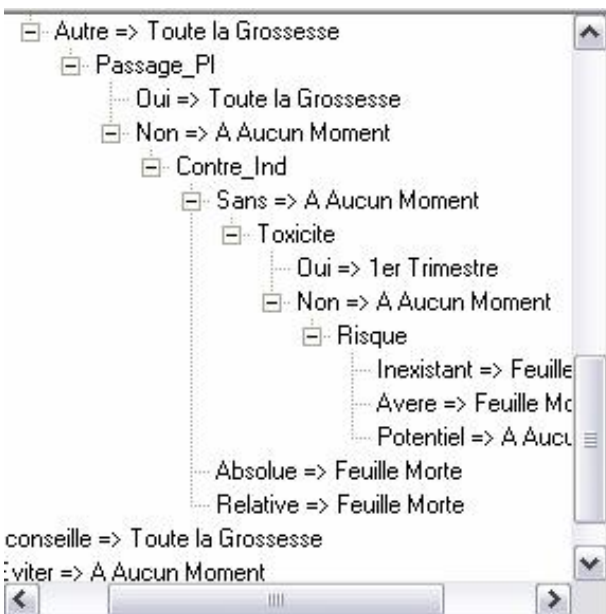 Autre => Toute la Grossesse
Passage_Pl
Oui => Toute la Grossesse
Non => A Aucun Moment
Contre_Ind
Sans => A Aucun Moment
Toxicite
Oui => 1er Trimestre
Non => A Aucun Moment
Risque
Inexistant => Feuille
Avere => Feuille Mo
Potentiel => A Aucu
Absolue => Feuille Morte
Relative => Feuille Morte
conseille => Toute la Grossesse
Eviter => A Aucun Moment